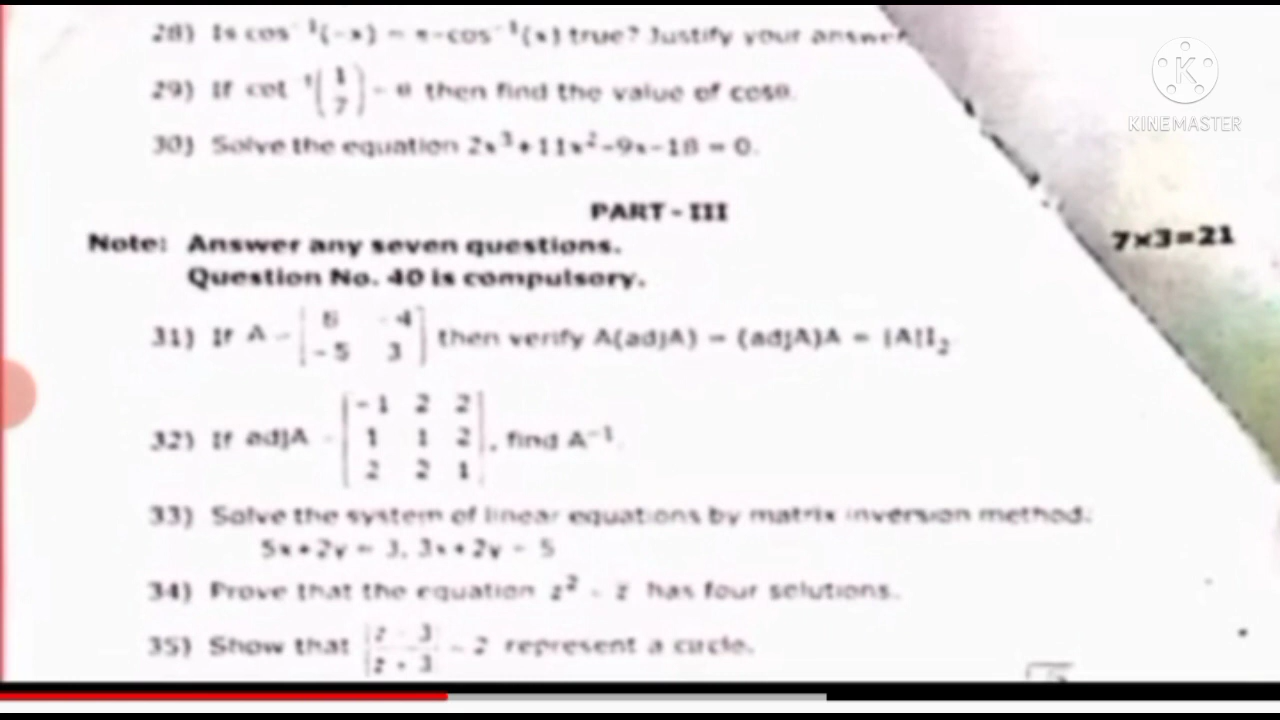 28) Is cos⁻¹(-x) = π-cos⁻¹(x) true? Justify your answer
29) If cot⁻¹(1/7) = θ then find the value of cosθ.
30) Solve the equation 2x³+11x²-9x-18 = 0.
PART - III
7x3=21
Note: Answer any seven questions.
Question No. 40 is compulsory.
31) If A = [ -4; -5 3] then verify A(adjA) = (adjA)A = |A|I₂
32) If adjA = [-1 2 2; 1 1 2; 2 2 1], find A⁻¹.
33) Solve the system of linear equations by matrix inversion method.
5x+2y = 3, 3x+2y = 5
34) Prove that the equation z² = z̄ has four solutions.
35) Show that |z - 3 / z + 3| = 2 represent a circle.
K
KINEMASTER